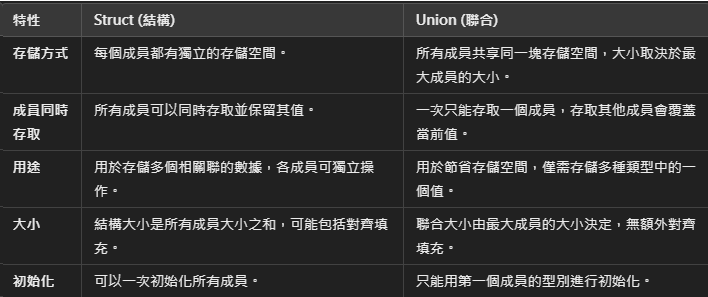 特性 Struct (結構) Union (聯合)
存儲方式 每個成員都有獨立的存儲空間。 所有成員共享同一塊存儲空間，大小取決於最
大成員的大小。
成員同時 所有成員可以同時存取並保留其值。 一次只能存取一個成員，存取其他成員會覆蓋
存取 當前值。
用途 用於存儲多個相關聯的數據，各成員可獨立操 用於節省存儲空間，僅需存儲多種類型中的一
作。 個值。
大小 結構大小是所有成員大小之和，可能包括對齊填 聯合大小由最大成員的大小決定，無額外對齊
充。 填充。
初始化 可以一次初始化所有成員。 只能用第一個成員的型別進行初始化。